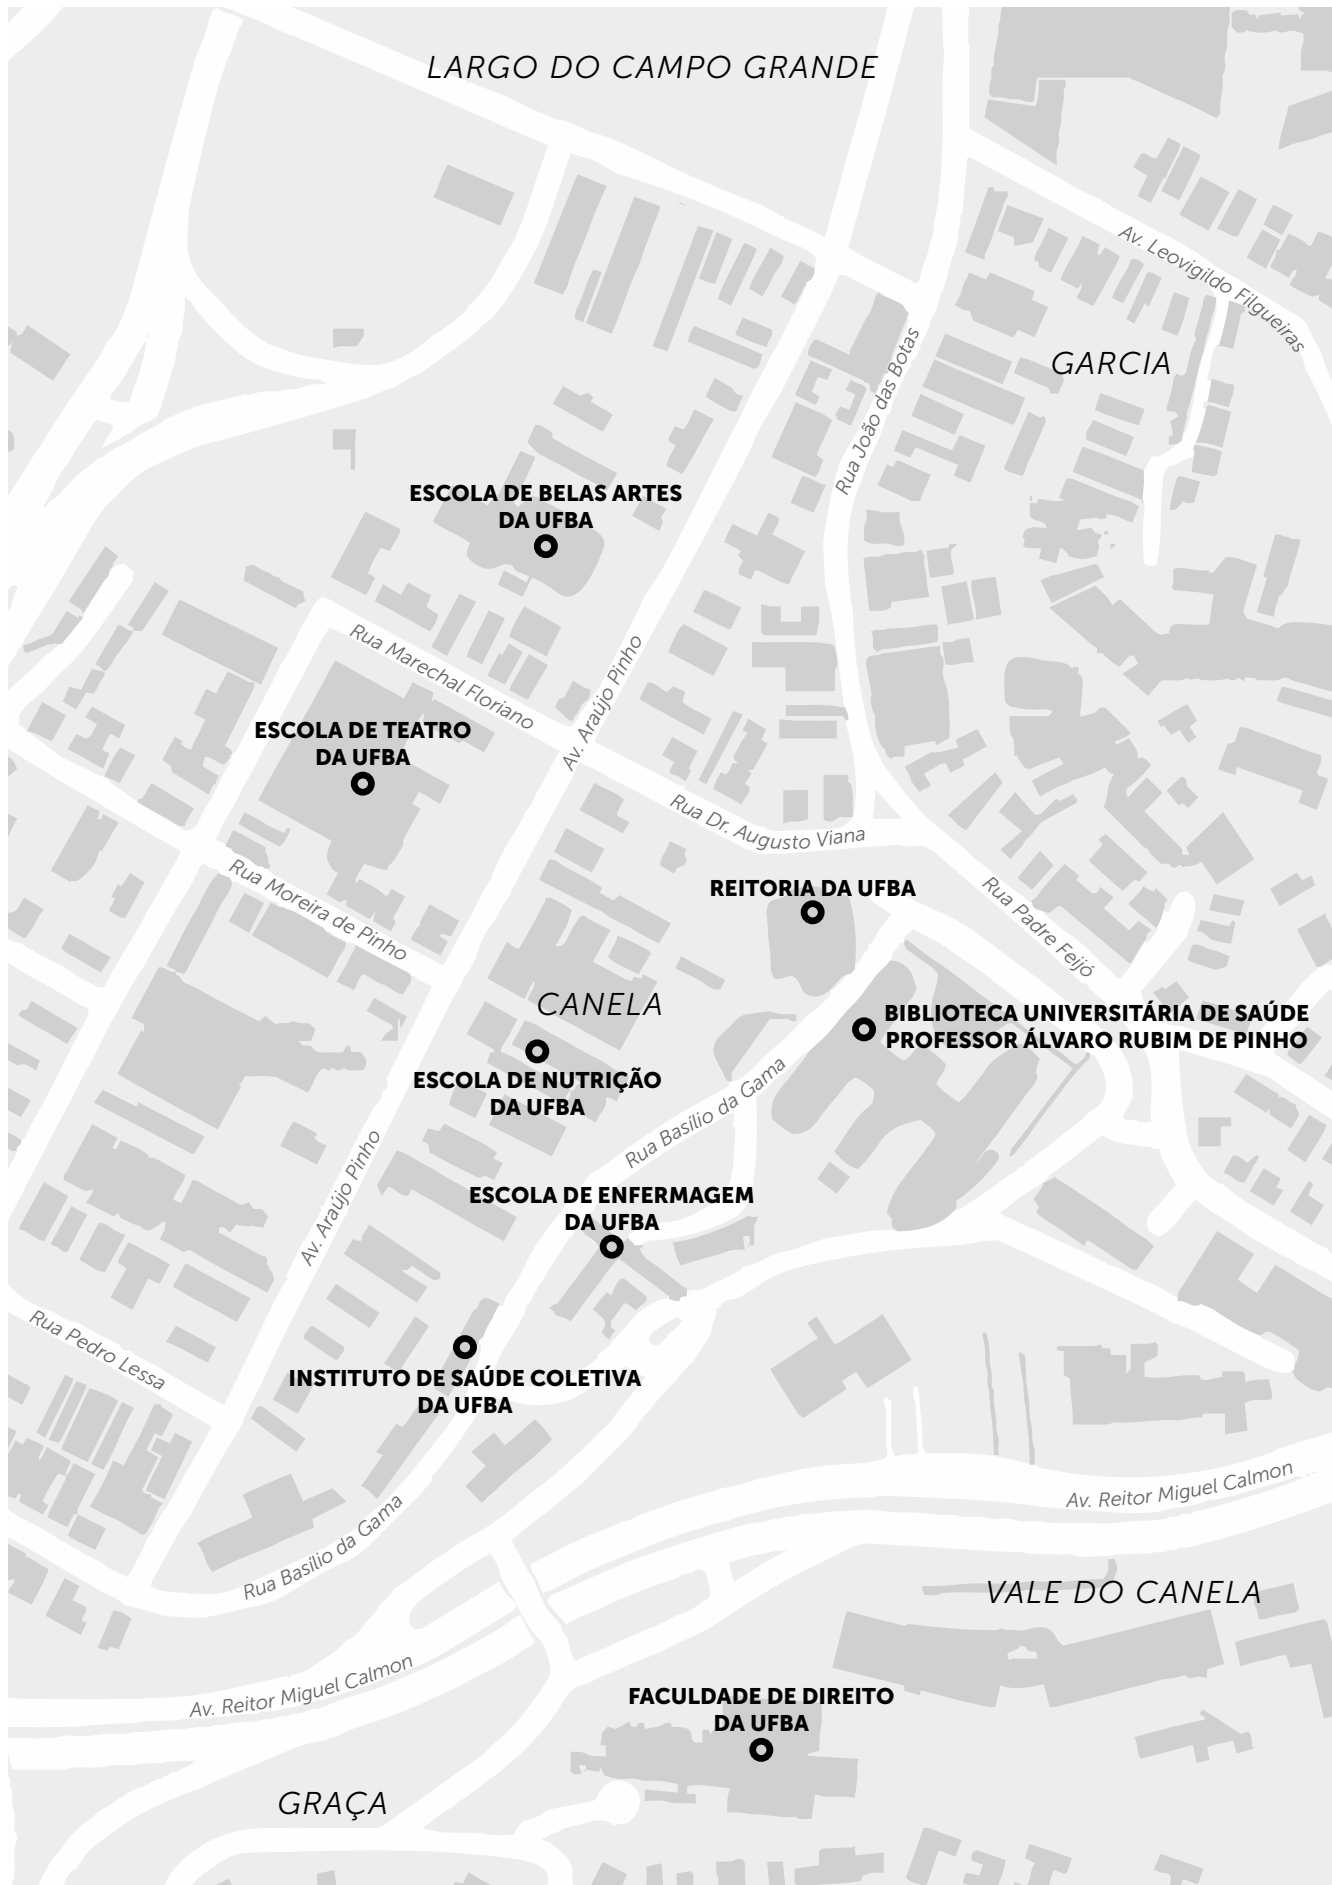 LARGO DO CAMPO GRANDE
Av. Leovigildo Filgueiras
GARCIA
Rua João das Botas
ESCOLA DE BELAS ARTES
DA UFBA
Rua Marechal Floriano
Av. Araújo Pinho
ESCOLA DE TEATRO
DA UFBA
Rua Dr. Augusto Viana
Rua Moreira de Pinho
REITORIA DA UFBA
Rua Padre Feijó
CANELA
BIBLIOTECA UNIVERSITÁRIA DE SAÚDE
PROFESSOR ÁLVARO RUBIM DE PINHO
ESCOLA DE NUTRIÇÃO
DA UFBA
Rua Basílio da Gama
Av. Araújo Pinho
ESCOLA DE ENFERMAGEM
DA UFBA
Rua Pedro Lessa
INSTITUTO DE SAÚDE COLETIVA
DA UFBA
Av. Reitor Miguel Calmon
Rua Basílio da Gama
VALE DO CANELA
Av. Reitor Miguel Calmon
FACULDADE DE DIREITO
DA UFBA
GRAÇA